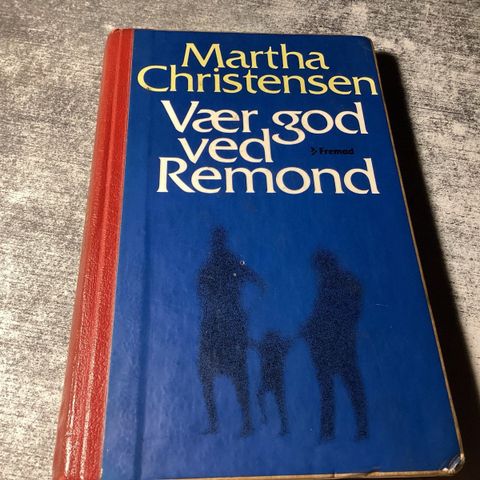 Martha
Christensen
Vær god
ved
Fremad
Remond